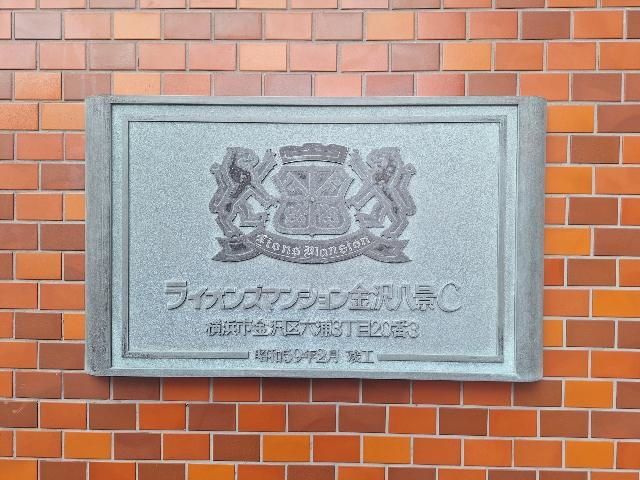 Lions Mansion
ライオンズマンション金沢八景C
横浜市金沢区六浦3丁目20番3
昭和59年2月 竣工